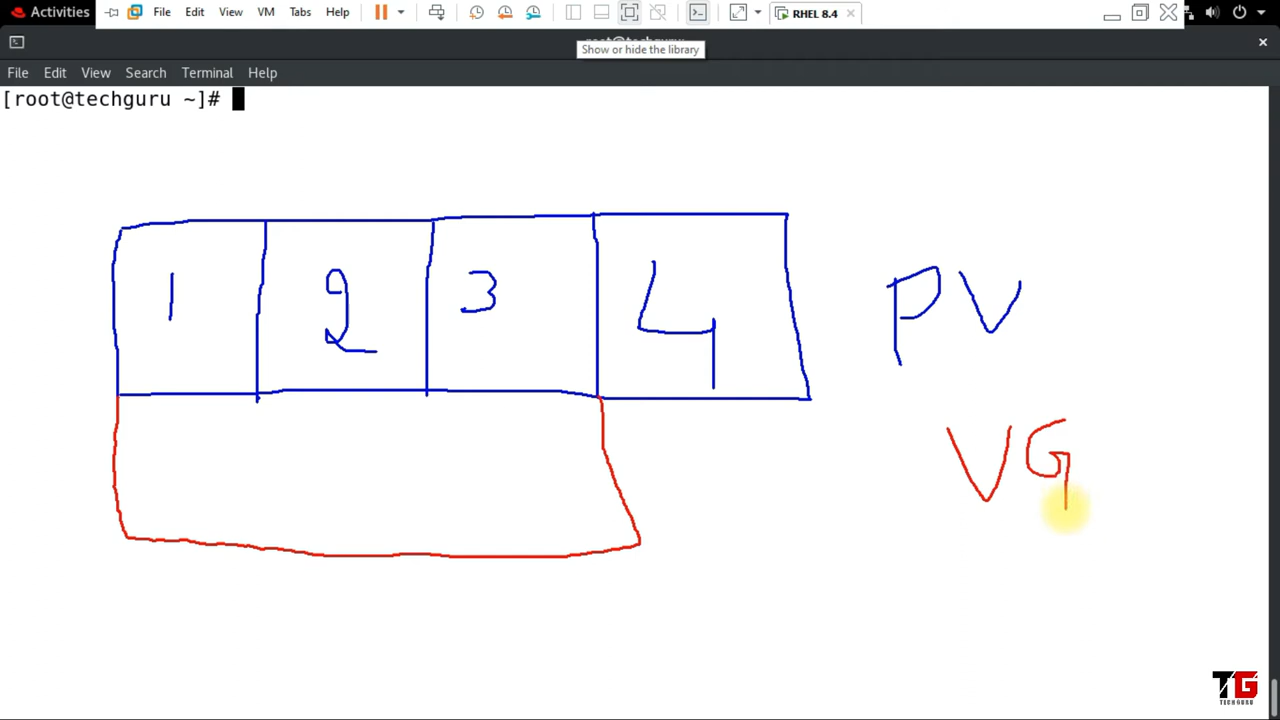 Activities File Edit View VM Tabs Help RHEL 8.4
Show or hide the library
File Edit View Search Terminal Help
[root@techguru ~]#
1 2 3 4 PV
VG
TG
TECHGURU